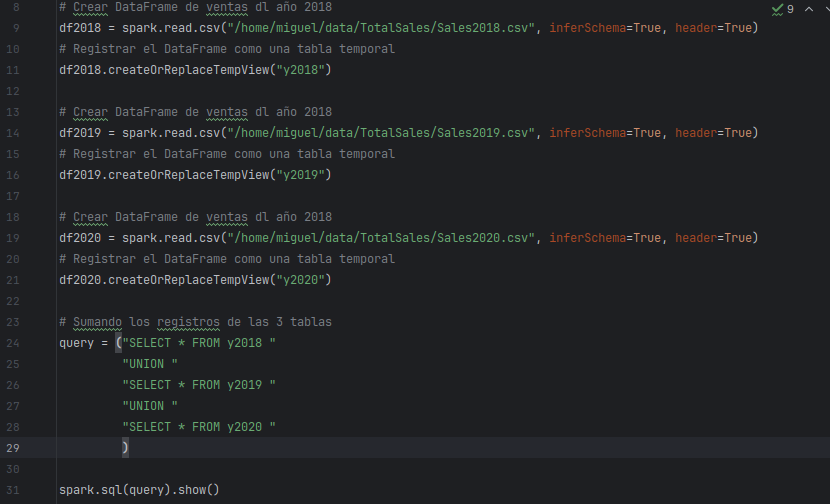 9
8 # Crear DataFrame de ventas dl año 2018
9 df2018 = spark.read.csv("/home/miguel/data/TotalSales/Sales2018.csv", inferSchema=True, header=True)
10 # Registrar el DataFrame como una tabla temporal
11 df2018.createOrReplaceTempView("y2018")
12
13 # Crear DataFrame de ventas dl año 2018
14 df2019 = spark.read.csv("/home/miguel/data/TotalSales/Sales2019.csv", inferSchema=True, header=True)
15 # Registrar el DataFrame como una tabla temporal
16 df2019.createOrReplaceTempView("y2019")
17
18 # Crear DataFrame de ventas dl año 2018
19 df2020 = spark.read.csv("/home/miguel/data/TotalSales/Sales2020.csv", inferSchema=True, header=True)
20 # Registrar el DataFrame como una tabla temporal
21 df2020.createOrReplaceTempView("y2020")
22
23 # Sumando los registros de las 3 tablas
24 query = ("SELECT * FROM y2018 "
25 "UNION "
26 "SELECT * FROM y2019 "
27 "UNION "
28 "SELECT * FROM y2020 "
29 )
30
31 spark.sql(query).show()